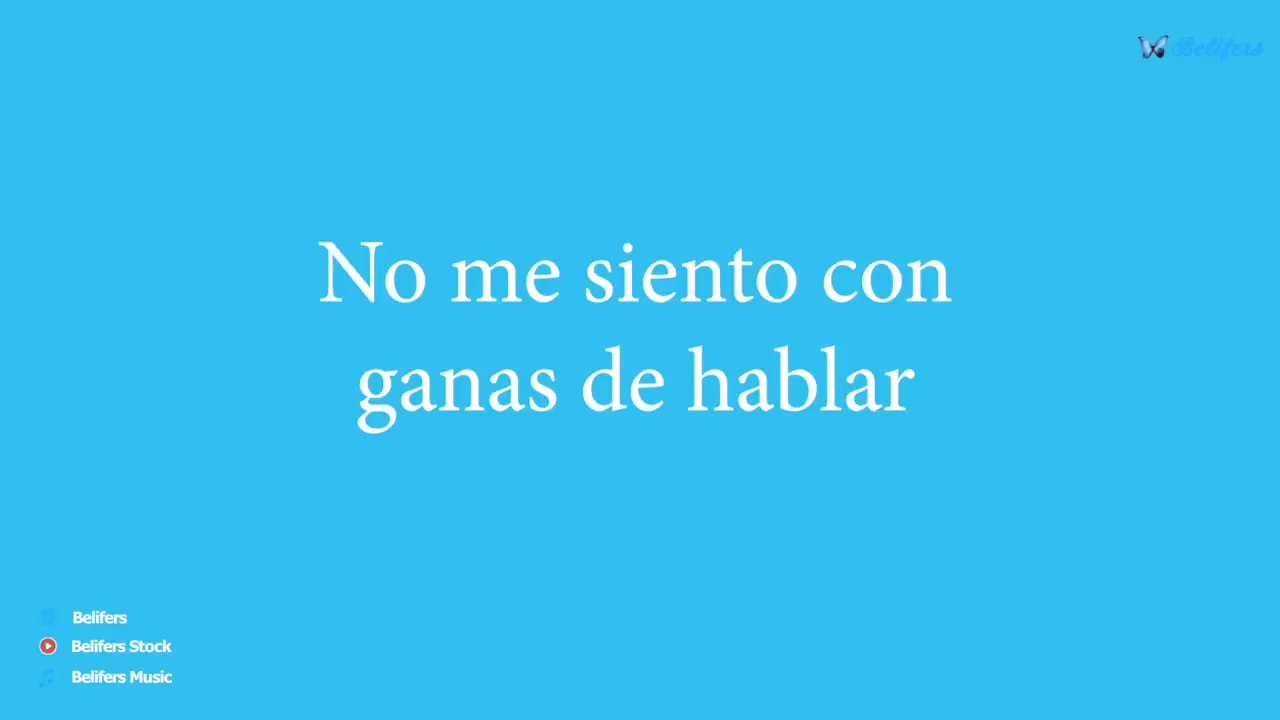 Belifers
No me siento con
ganas de hablar
Belifers
Belifers Stock
Belifers Music